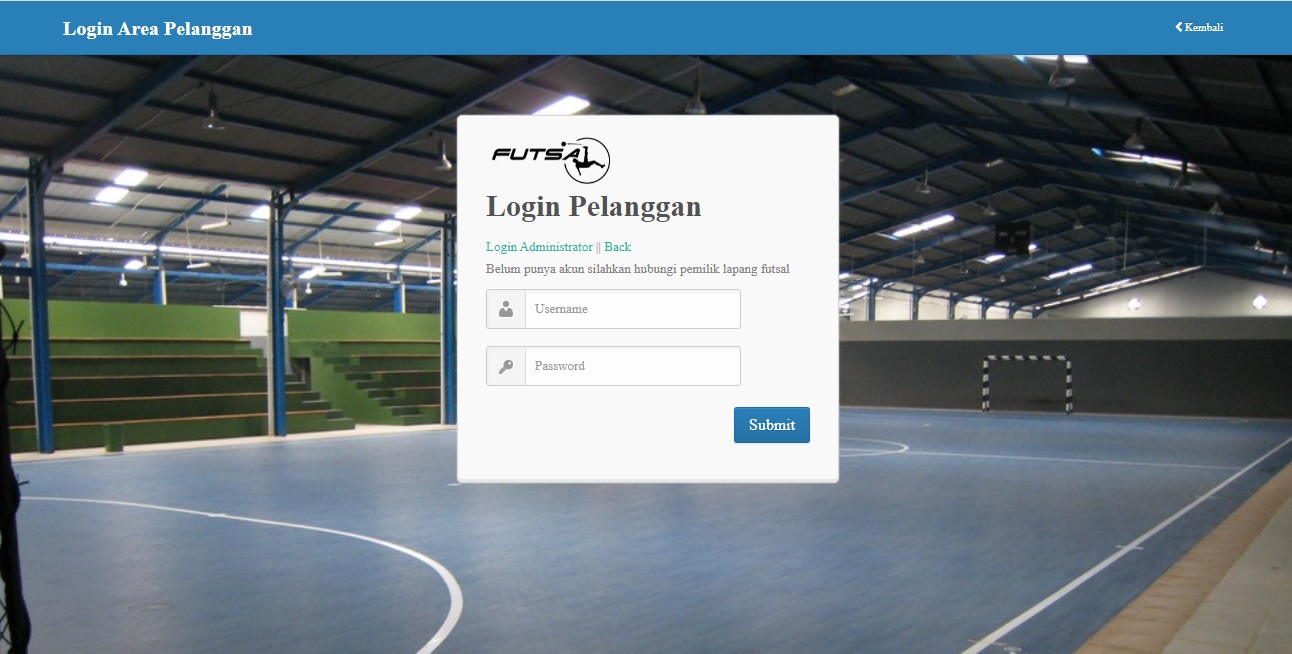 Login Area Pelanggan
Kembali
FUTSAL
Login Pelanggan
Login Administrator || Back
Belum punya akun silahkan hubungi pemilik lapang futsal
Username
Password
Submit